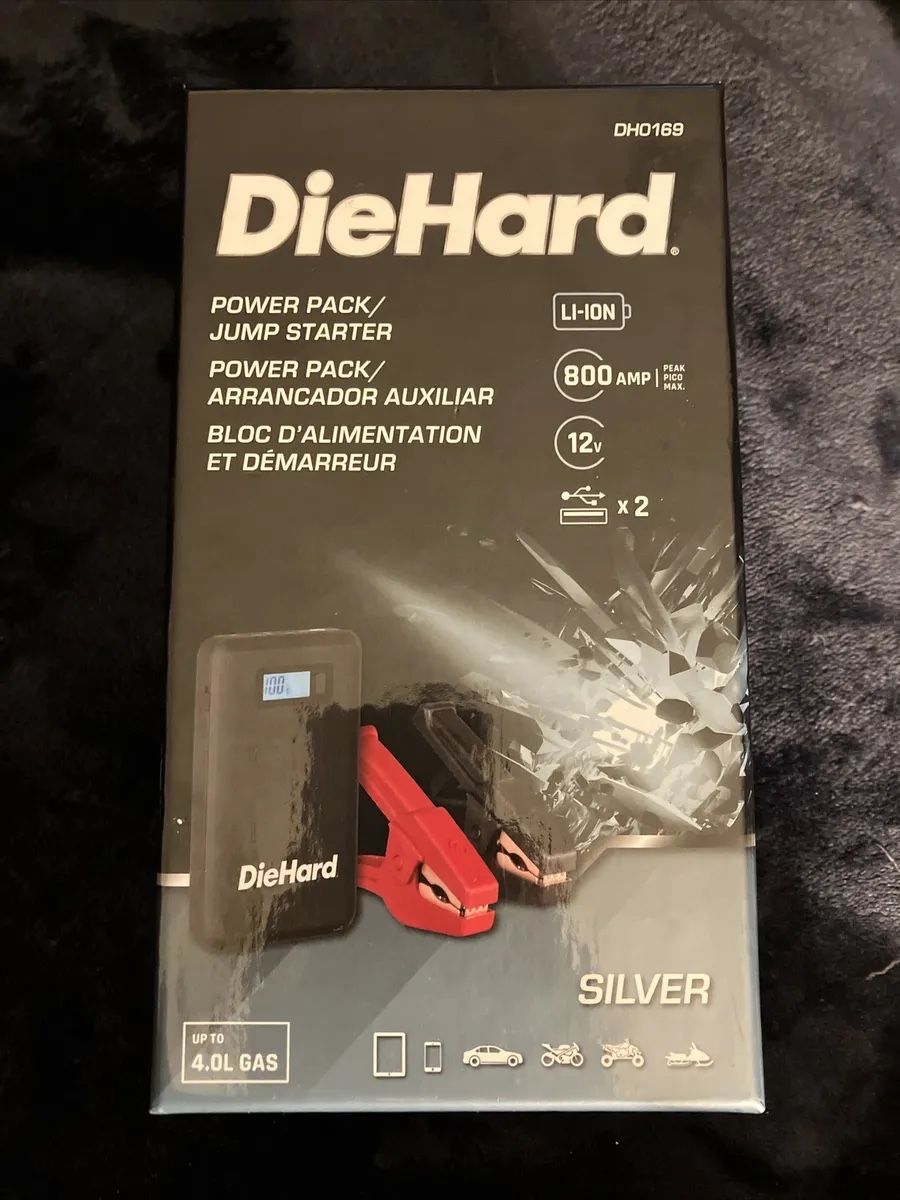 DH0169
DieHard®
POWER PACK/
JUMP STARTER
POWER PACK/
ARRANCADOR AUXILIAR
BLOC D'ALIMENTATION
ET DÉMARREUR
LI-ION
800 AMP | PEAK
PICO
MAX.
12V
x 2
100%
DieHard
SILVER
UP TO
4.0L GAS